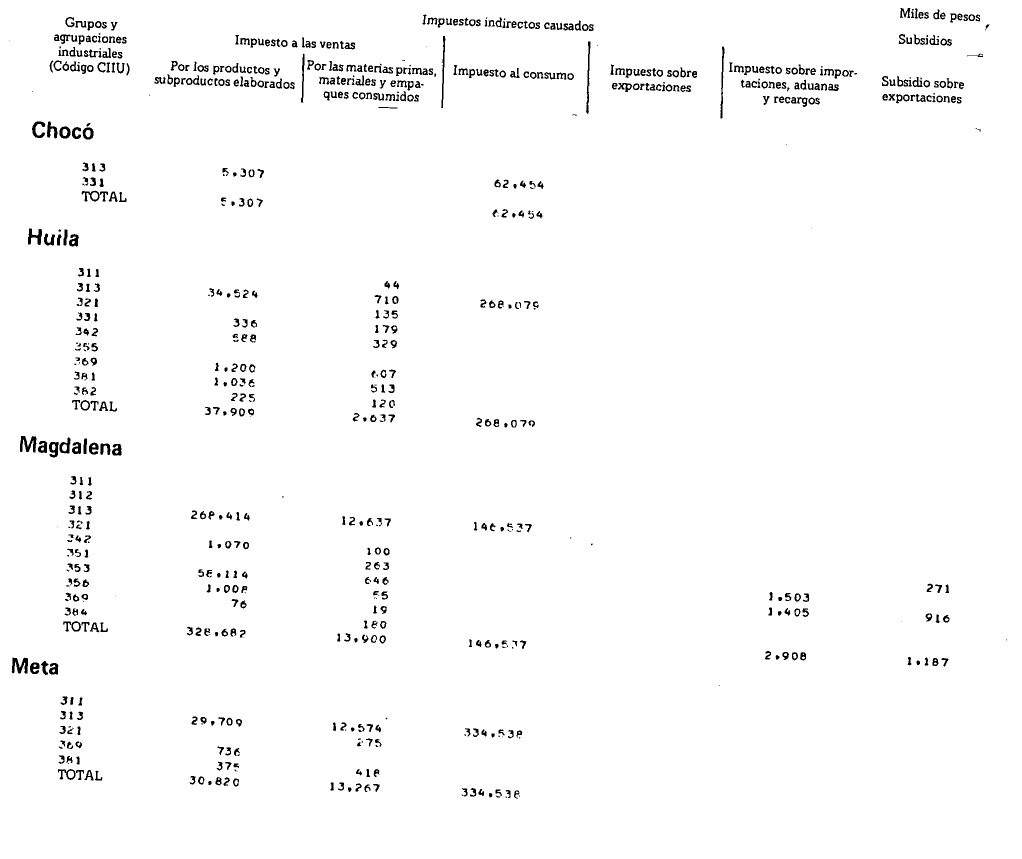 Miles de pesos
Grupos y agrupaciones industriales (Código CIIU)
Impuestos indirectos causados
Subsidios
Impuesto a las ventas
Por los productos y subproductos elaborados
Por las materias primas, materiales y empaques consumidos
Impuesto al consumo
Impuesto sobre exportaciones
Impuesto sobre importaciones, aduanas y recargos
Subsidio sobre exportaciones
Chocó
313 5.307 62.454
331
TOTAL 5.307 62.454
Huila
311 44
313 34.524 710 268.079
321 135
331 336 179
342 588 329
355
369 1.200 607
381 1.036 513
382 225 120
TOTAL 37.909 2.637 268.079
Magdalena
311
312
313 268.414 12.637 146.537
321
342 1.070 100
351 263 271
353 58.114 646 1.503
356 1.008 55 1.405 916
369 76 19
384 180
TOTAL 328.682 13.900 146.537 2.908 1.187
Meta
311
313 29.709 12.574 334.538
321 275
369 736
381 375 418
TOTAL 30.820 13.267 334.538